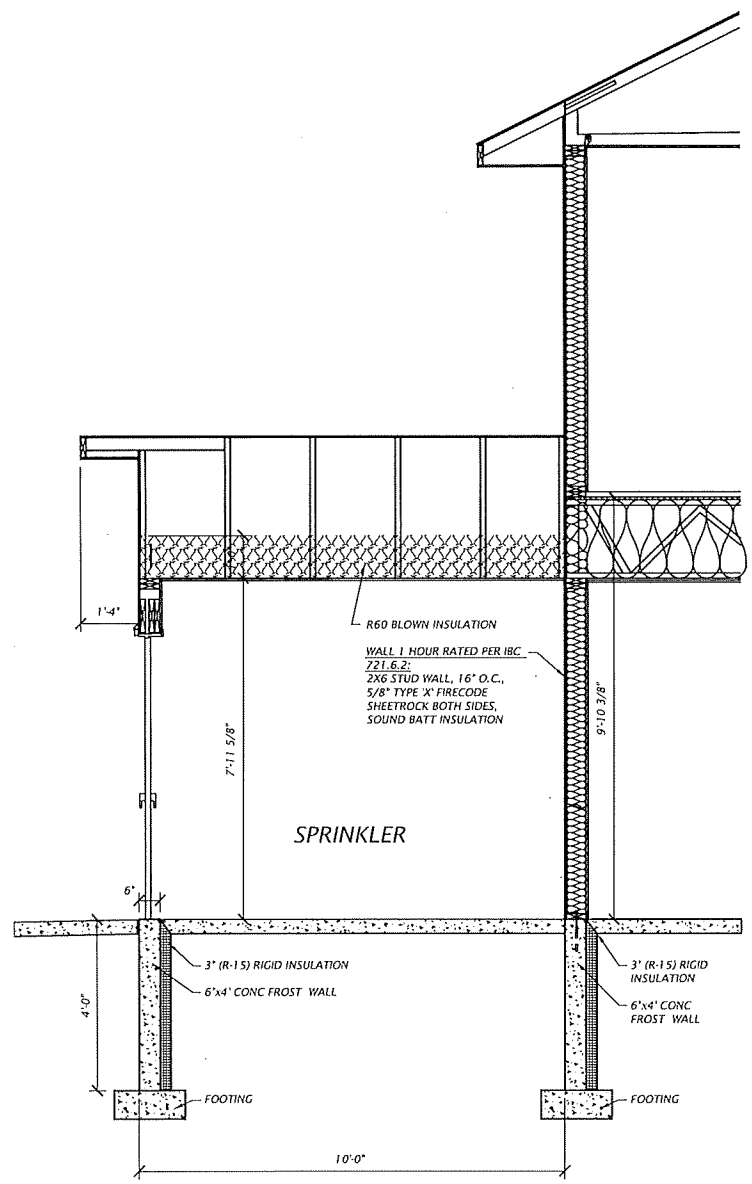 1'-4"
R60 BLOWN INSULATION
WALL 1 HOUR RATED PER IBC
721.6.2:
2X6 STUD WALL, 16" O.C.,
5/8" TYPE 'X' FIRECODE
SHEETROCK BOTH SIDES,
SOUND BATT INSULATION
9'-10 3/8"
7'-11 5/8"
SPRINKLER
6"
3" (R-15) RIGID INSULATION
6"x4' CONC FROST WALL
3" (R-15) RIGID
INSULATION
6"x4' CONC
FROST WALL
4'-0"
FOOTING
FOOTING
10'-0"